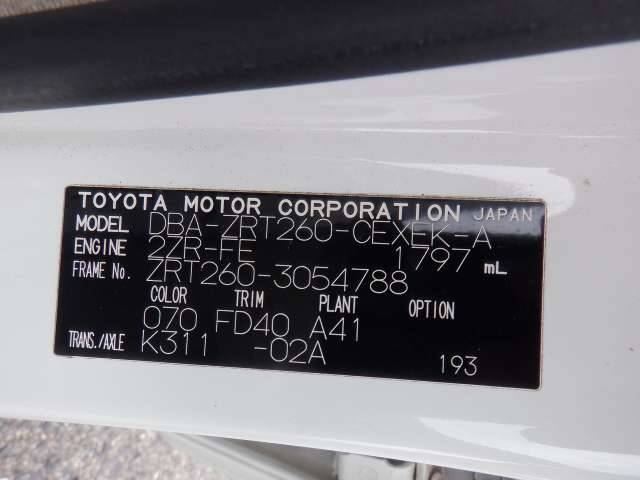 TOYOTA MOTOR CORPORATION JAPAN
MODEL DBA-ZRT260-CEXEK-A
ENGINE 2ZR-FE 1797 mL
FRAME No. ZRT260-3054788
COLOR TRIM PLANT OPTION
070 FD40 A41
TRANS./AXLE K311 -02A 193